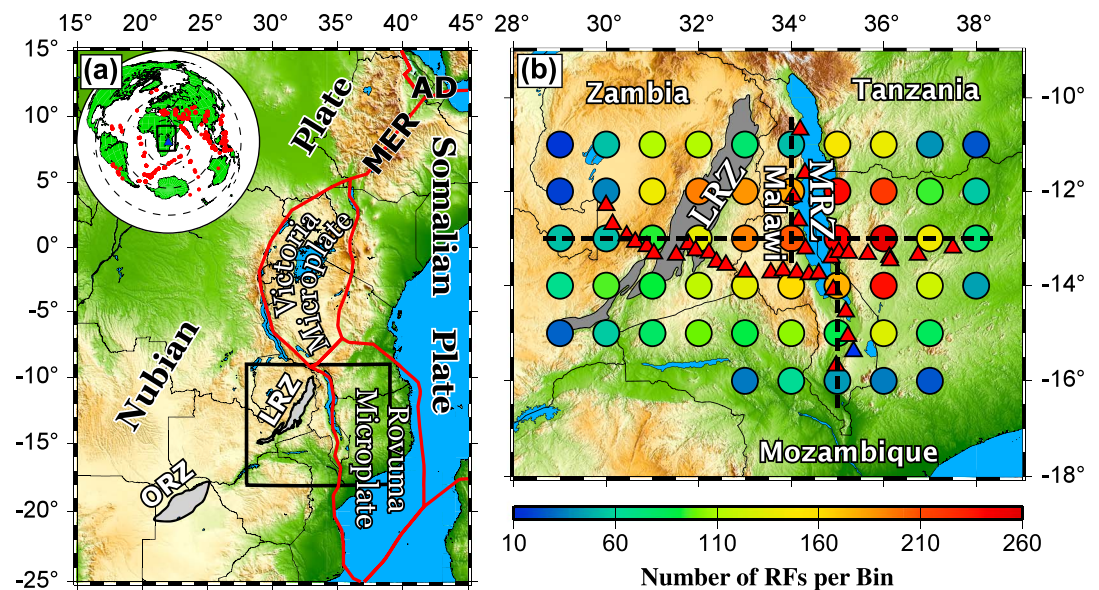 15° 20° 25° 30° 35° 40° 45°
15°
10°
5°
0°
-5°
-10°
-15°
-20°
-25°
(a)
AD
MER
Plate
Somalian
Plate
Victoria
Microplate
Nubian
LRZ
Rovuma
Microplate
ORZ
28° 30° 32° 34° 36° 38°
(b)
Zambia
Tanzania
-10°
-12°
-14°
-16°
-18°
LRZ
Malawi
MRZ
Mozambique
10 60 110 160 210 260
Number of RFs per Bin